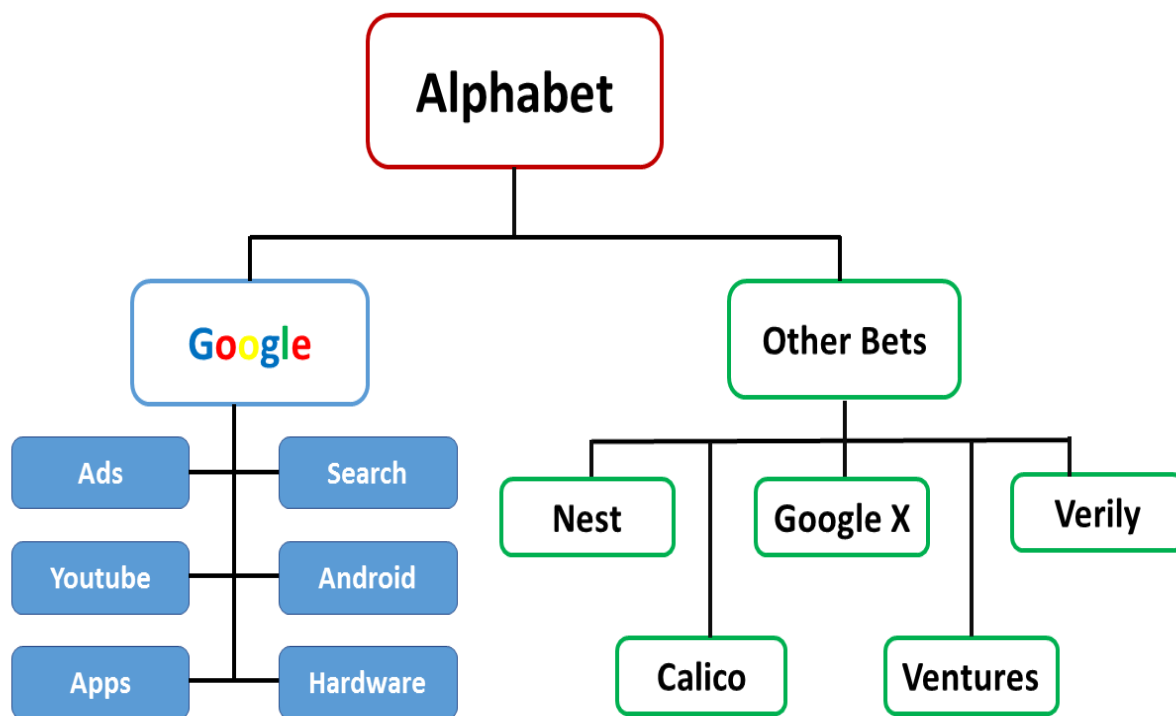 Alphabet
Google
Other Bets
Ads
Search
Youtube
Android
Apps
Hardware
Nest
Google X
Verily
Calico
Ventures